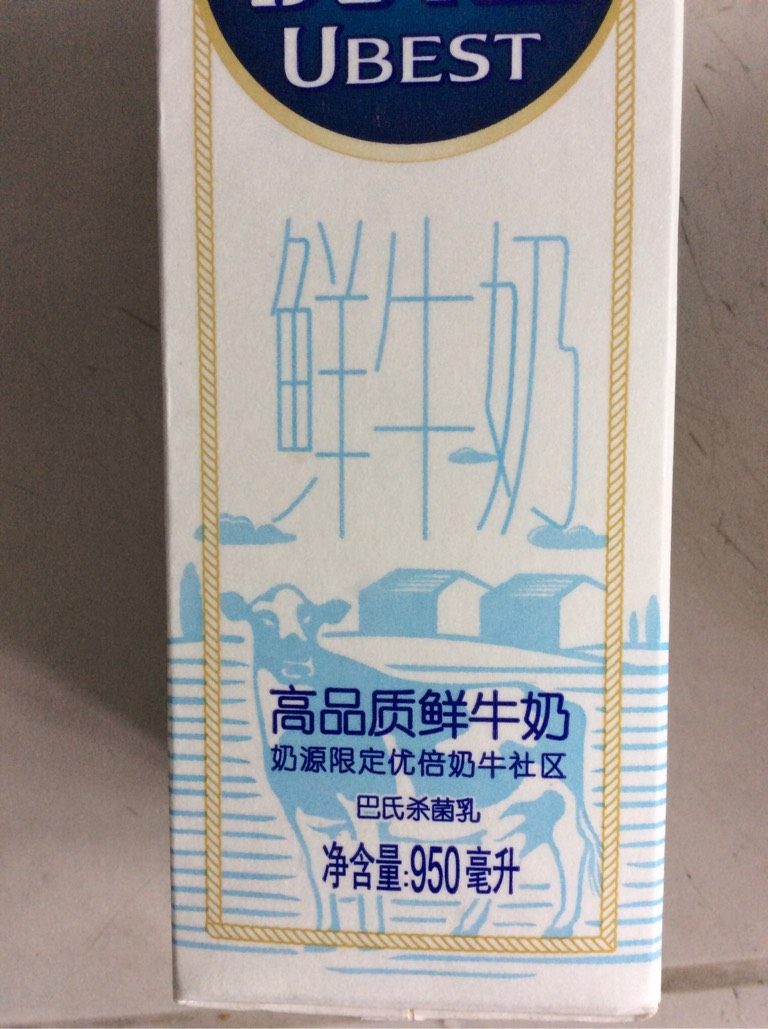 UBEST
鲜牛奶
高品质鲜牛奶
奶源限定优倍奶牛社区
巴氏杀菌乳
净含量:950毫升